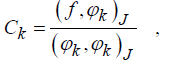 C_k = (f, φ_k)_J / (φ_k, φ_k)_J ,